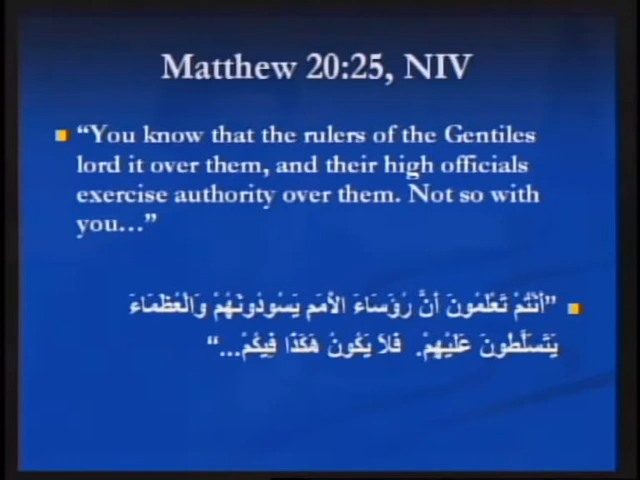 Matthew 20:25, NIV
“You know that the rulers of the Gentiles
lord it over them, and their high officials
exercise authority over them. Not so with
you…”
”أَنْتُمْ تَعْلَمُونَ أَنَّ رُؤَسَاءَ الأُمَمِ يَسُودُونَهُمْ وَالْعُظَمَاءَ
يَتَسَلَّطُونَ عَلَيْهِمْ. فَلاَ يَكُونُ هَكَذَا فِيكُمْ...“